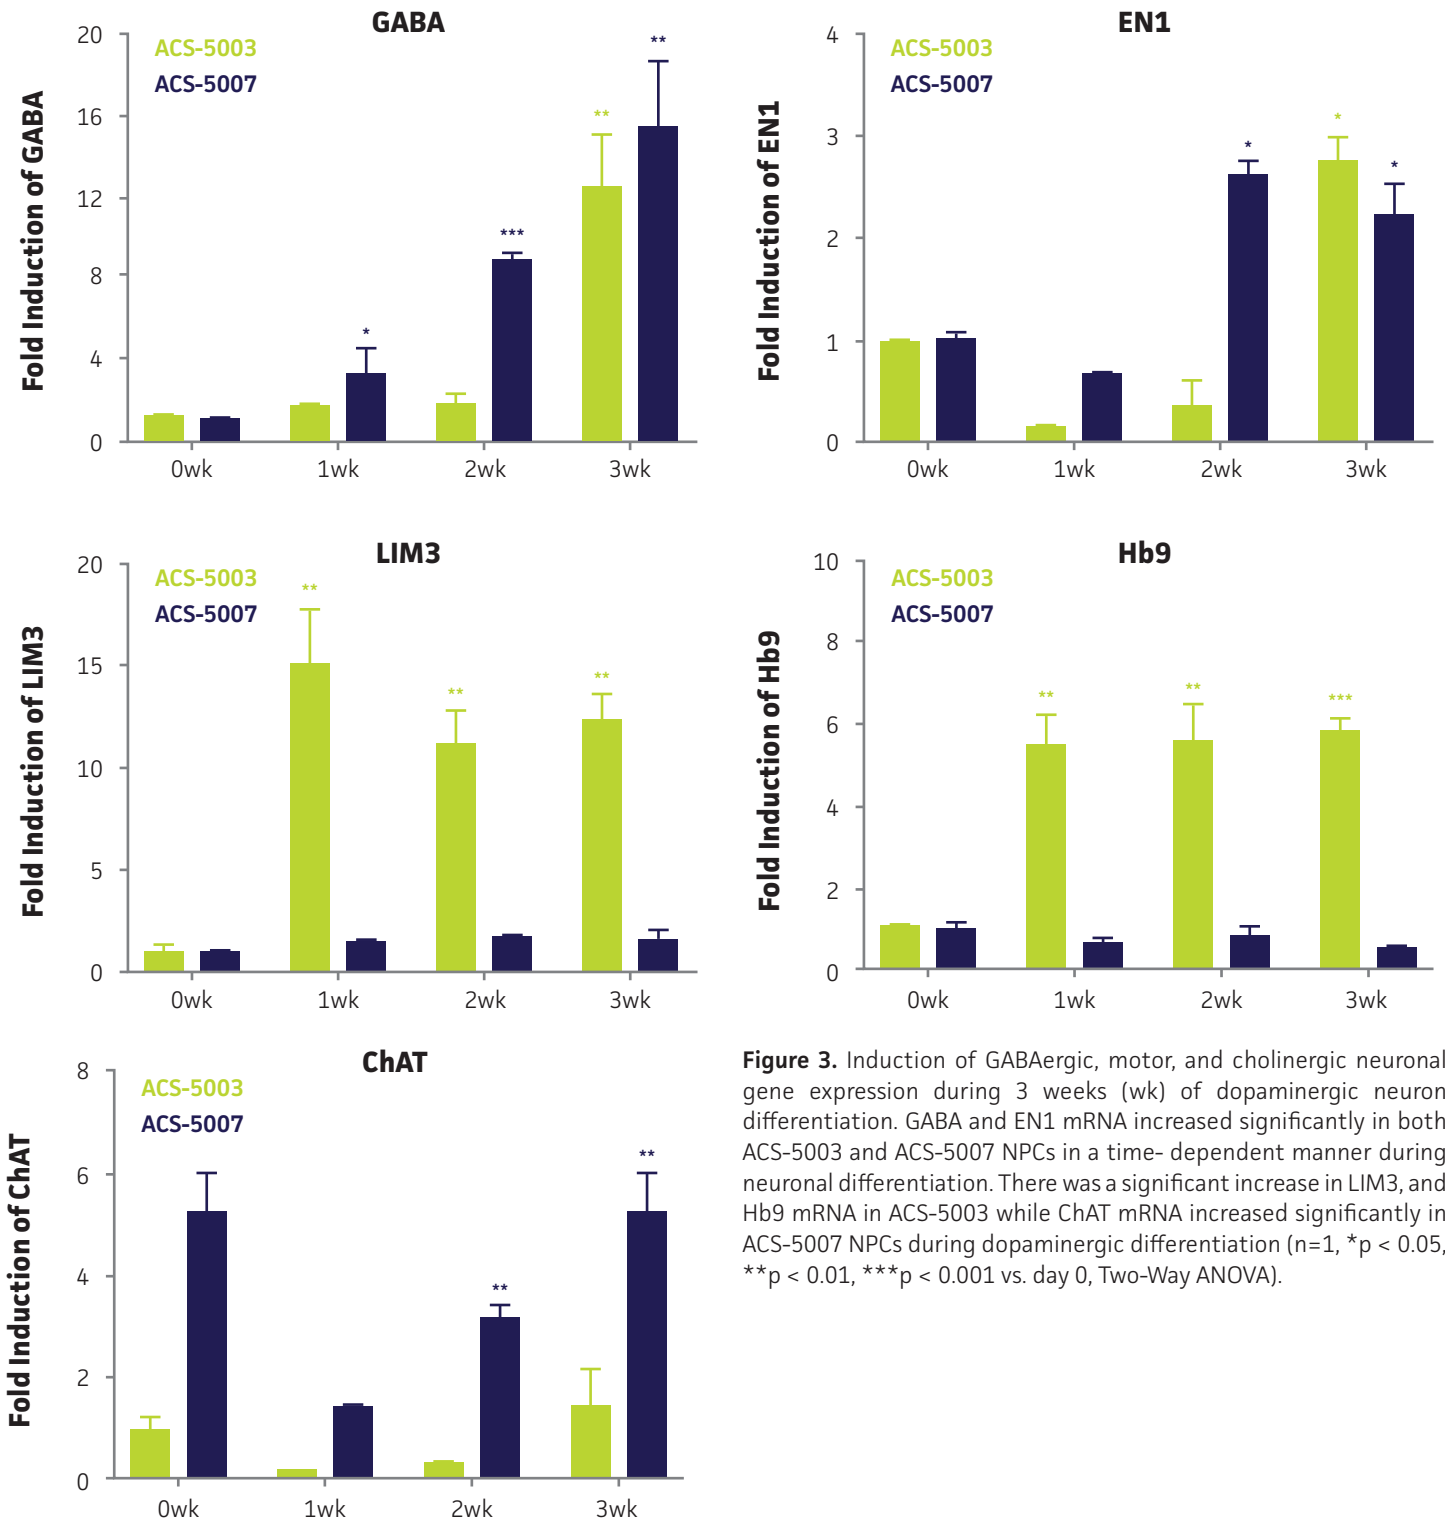 GABA
ACS-5003
ACS-5007
Fold Induction of GABA
20
16
12
8
4
0
*
***
**
**
0wk 1wk 2wk 3wk
EN1
ACS-5003
ACS-5007
Fold Induction of EN1
4
3
2
1
0
*
*
*
0wk 1wk 2wk 3wk
LIM3
ACS-5003
ACS-5007
Fold Induction of LIM3
20
15
10
5
0
**
**
**
0wk 1wk 2wk 3wk
Hb9
ACS-5003
ACS-5007
Fold Induction of Hb9
10
8
6
4
2
0
**
**
***
0wk 1wk 2wk 3wk
ChAT
ACS-5003
ACS-5007
Fold Induction of ChAT
8
6
4
2
0
**
**
0wk 1wk 2wk 3wk
Figure 3. Induction of GABAergic, motor, and cholinergic neuronal
gene expression during 3 weeks (wk) of dopaminergic neuron
differentiation. GABA and EN1 mRNA increased significantly in both
ACS-5003 and ACS-5007 NPCs in a time- dependent manner during
neuronal differentiation. There was a significant increase in LIM3, and
Hb9 mRNA in ACS-5003 while ChAT mRNA increased significantly in
ACS-5007 NPCs during dopaminergic differentiation (n=1, *p < 0.05,
**p < 0.01, ***p < 0.001 vs. day 0, Two-Way ANOVA).